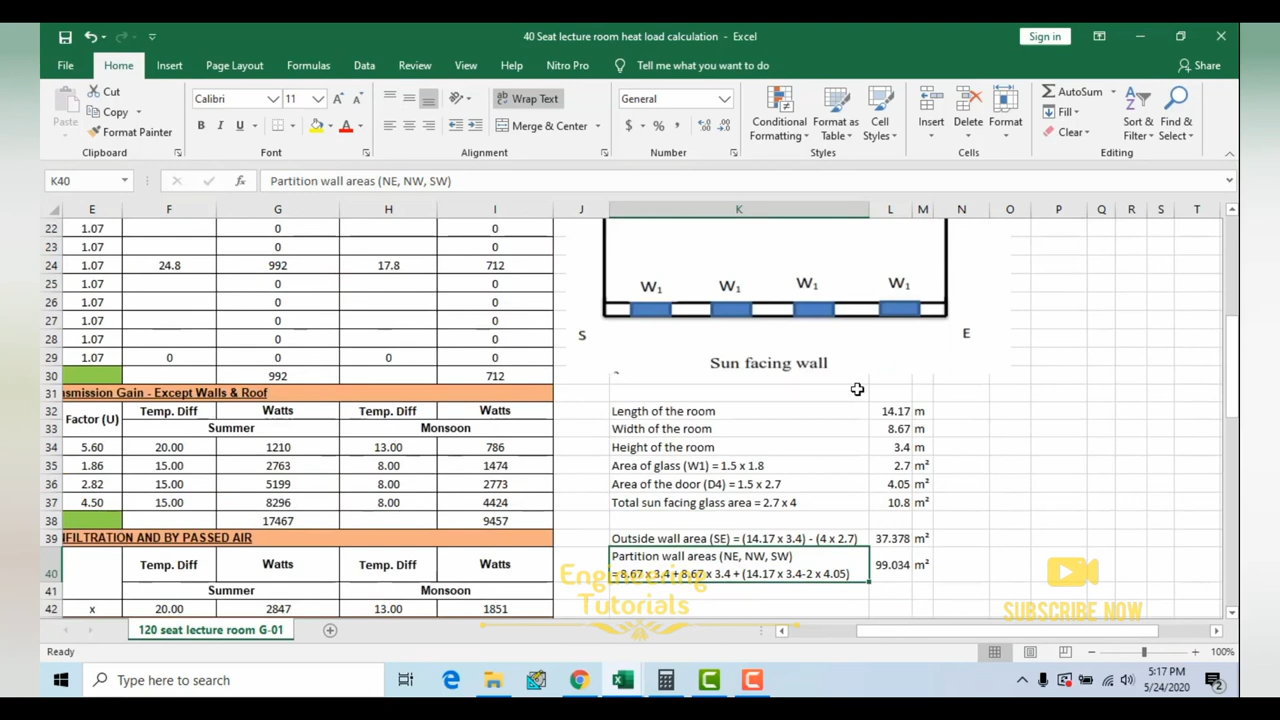 40 Seat lecture room heat load calculation - Excel
Sign in
File Home Insert Page Layout Formulas Data Review View Help Nitro Pro Tell me what you want to do Share
Paste
Cut
Copy
Format Painter
Clipboard
Calibri 11
B I U
Font
Wrap Text
Merge & Center
Alignment
General
$ % ,
Number
Conditional Formatting
Format as Table
Cell Styles
Styles
Insert Delete Format
Cells
AutoSum
Fill
Clear
Sort & Filter
Find & Select
Editing
K40 Partition wall areas (NE, NW, SW)
E F G H I J K L M N O P Q R S T
22 1.07 0 0
23 1.07 0 0
24 1.07 24.8 992 17.8 712
25 1.07 0 0
26 1.07 0 0
27 1.07 0 0
28 1.07 0 0
29 1.07 0 0 0 0
30 992 712
31 nsmission Gain - Except Walls & Roof
32 Factor (U) Temp. Diff Watts Temp. Diff Watts
33 Summer Monsoon
34 5.60 20.00 1210 13.00 786
35 1.86 15.00 2763 8.00 1474
36 2.82 15.00 5199 8.00 2773
37 4.50 15.00 8296 8.00 4424
38 17467 9457
39 NFILTRATION AND BY PASSED AIR
40 Temp. Diff Watts Temp. Diff Watts
41 Summer Monsoon
42 x 20.00 2847 13.00 1851
W1 W1 W1 W1
S E
Sun facing wall
Length of the room 14.17 m
Width of the room 8.67 m
Height of the room 3.4 m
Area of glass (W1) = 1.5 x 1.8 2.7 m²
Area of the door (D4) = 1.5 x 2.7 4.05 m²
Total sun facing glass area = 2.7 x 4 10.8 m²
Outside wall area (SE) = (14.17 x 3.4) - (4 x 2.7) 37.378 m²
Partition wall areas (NE, NW, SW)
= 8.67 x 3.4 + 8.67 x 3.4 + (14.17 x 3.4-2 x 4.05) 99.034 m²
Engineering
Tutorials
SUBSCRIBE NOW
120 seat lecture room G-01
Ready 100%
Type here to search
5:17 PM
5/24/2020
2